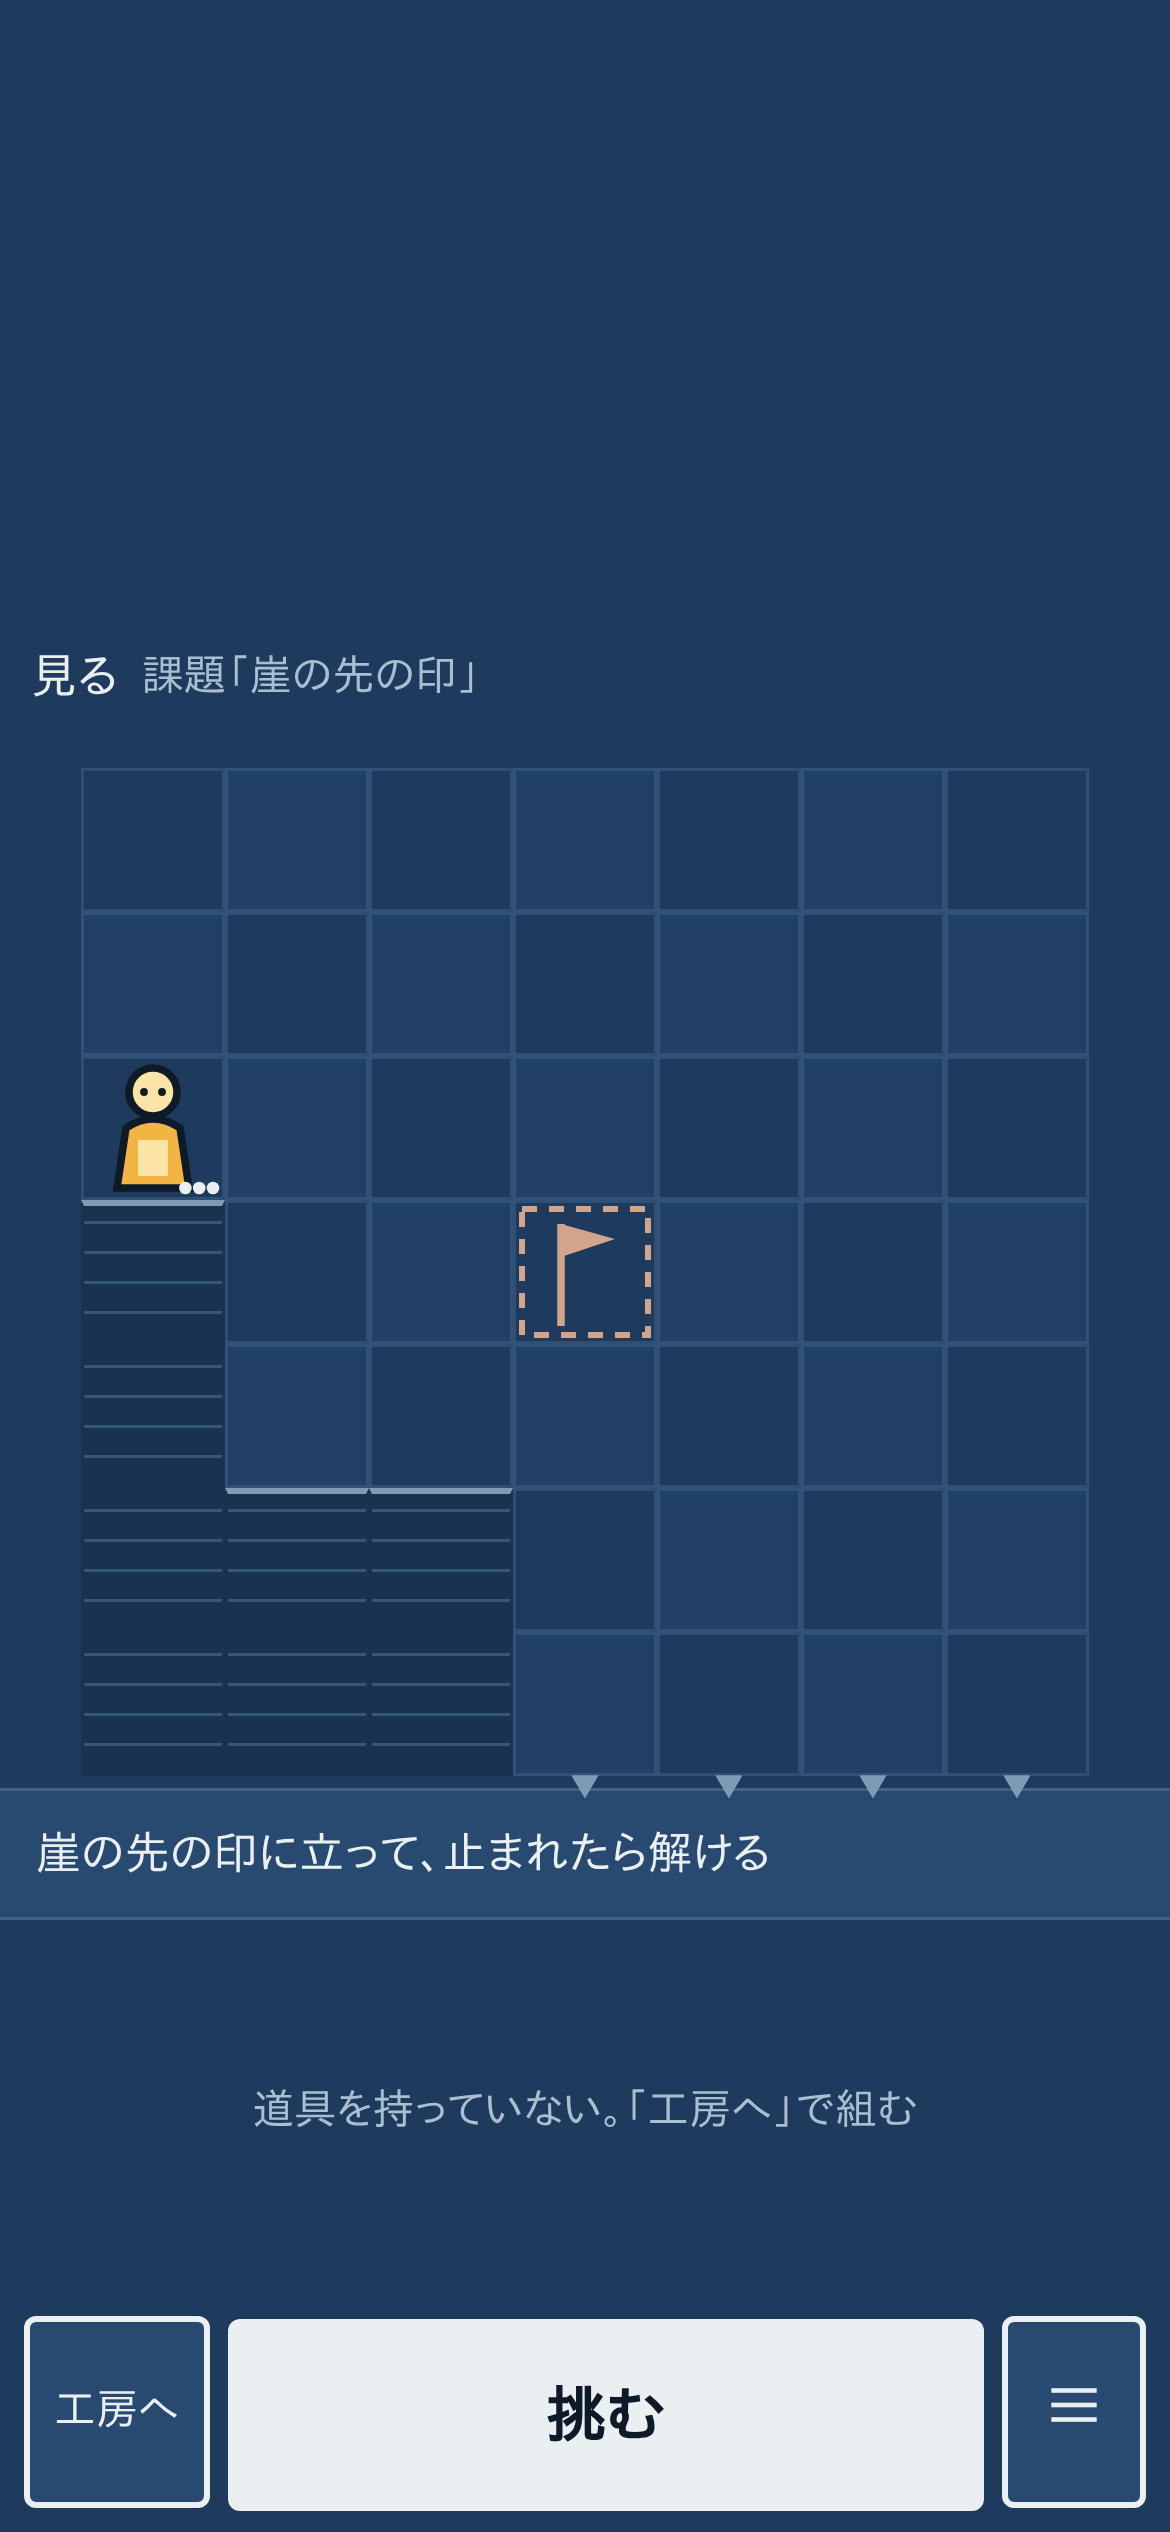 見る 課題「崖の先の印」
崖の先の印に立って、止まれたら解ける
道具を持っていない。「工房へ」で組む
工房へ 挑む